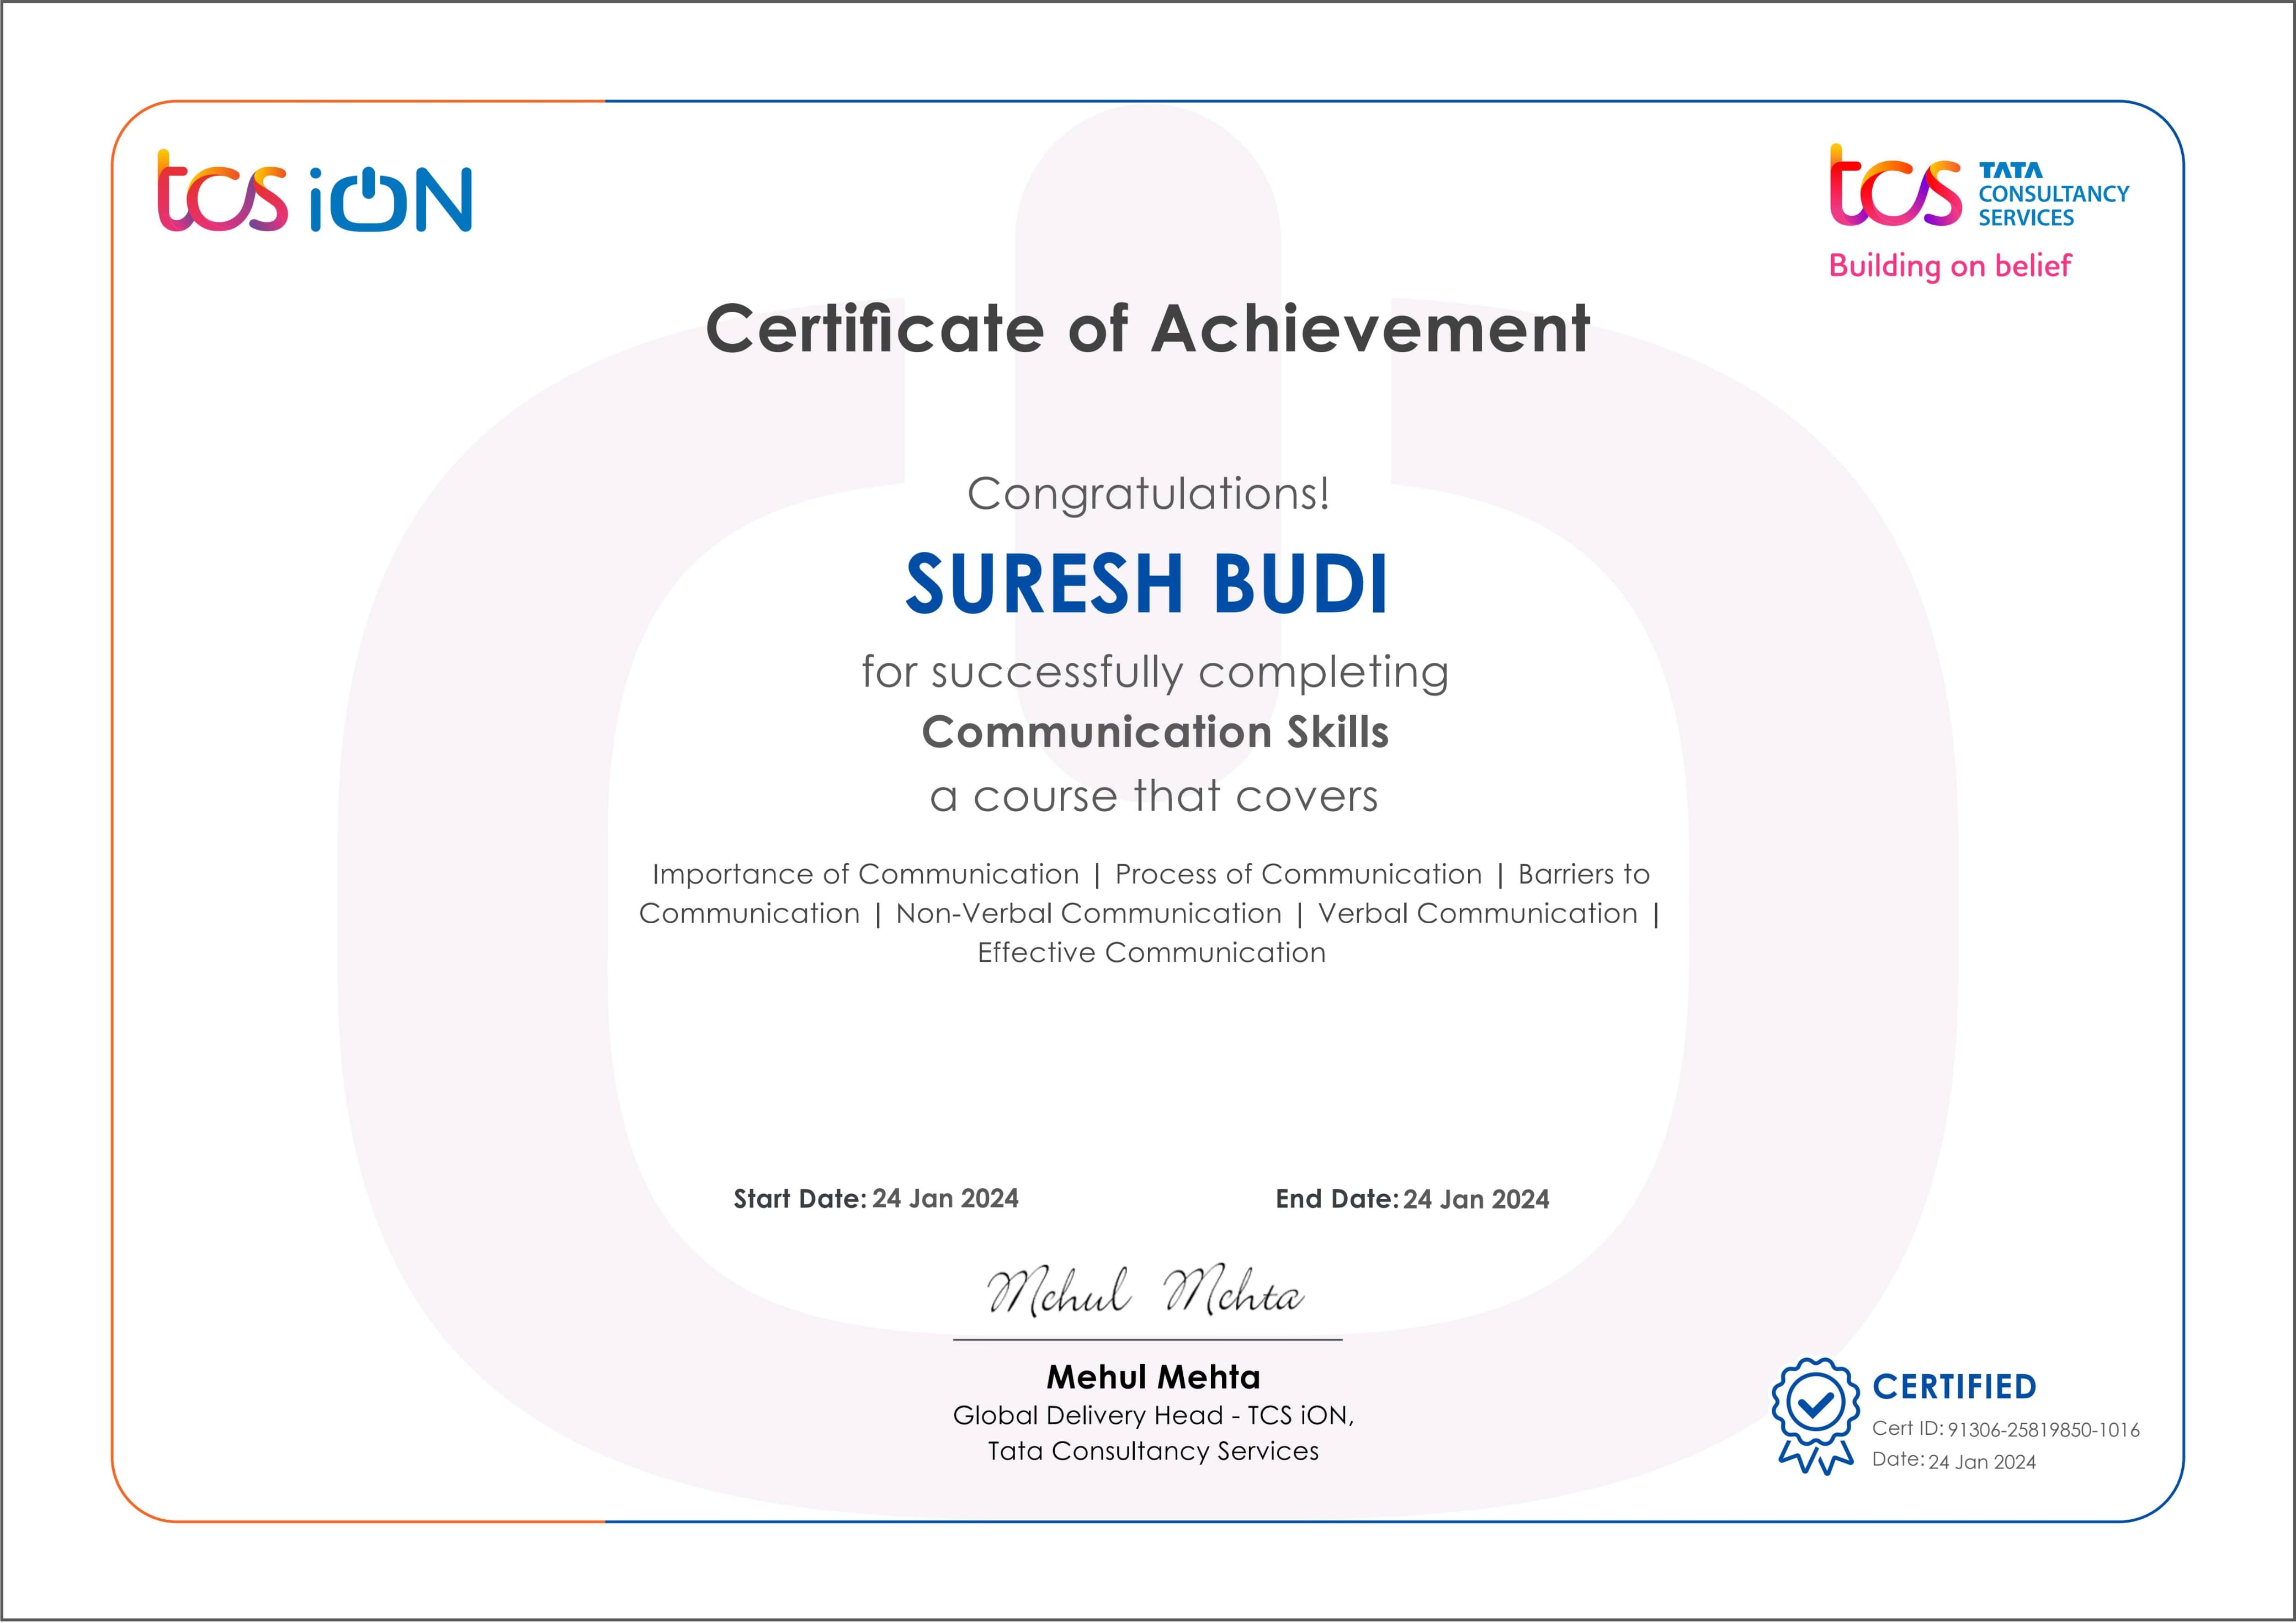 tcs iON
tcs TATA
CONSULTANCY
SERVICES
Building on belief
Certificate of Achievement
Congratulations!
SURESH BUDI
for successfully completing
Communication Skills
a course that covers
Importance of Communication | Process of Communication | Barriers to
Communication | Non-Verbal Communication | Verbal Communication |
Effective Communication
Start Date: 24 Jan 2024
End Date: 24 Jan 2024
Mehul Mehta
Mehul Mehta
Global Delivery Head - TCS iON,
Tata Consultancy Services
CERTIFIED
Cert ID: 91306-25819850-1016
Date: 24 Jan 2024